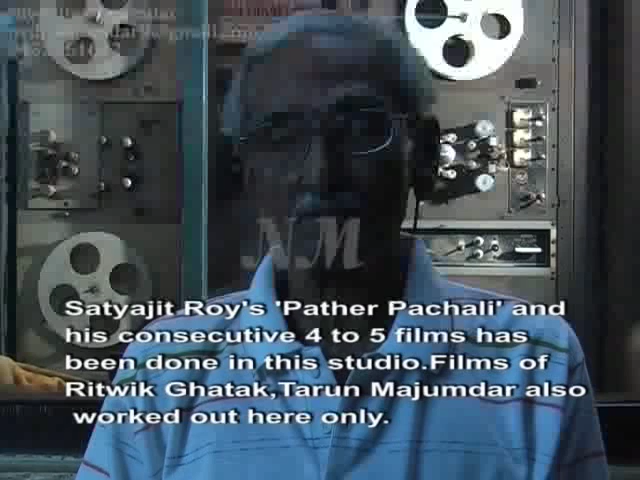 NM
Satyajit Roy's 'Pather Pachali' and
his consecutive 4 to 5 films has
been done in this studio.Films of
Ritwik Ghatak,Tarun Majumdar also
worked out here only.